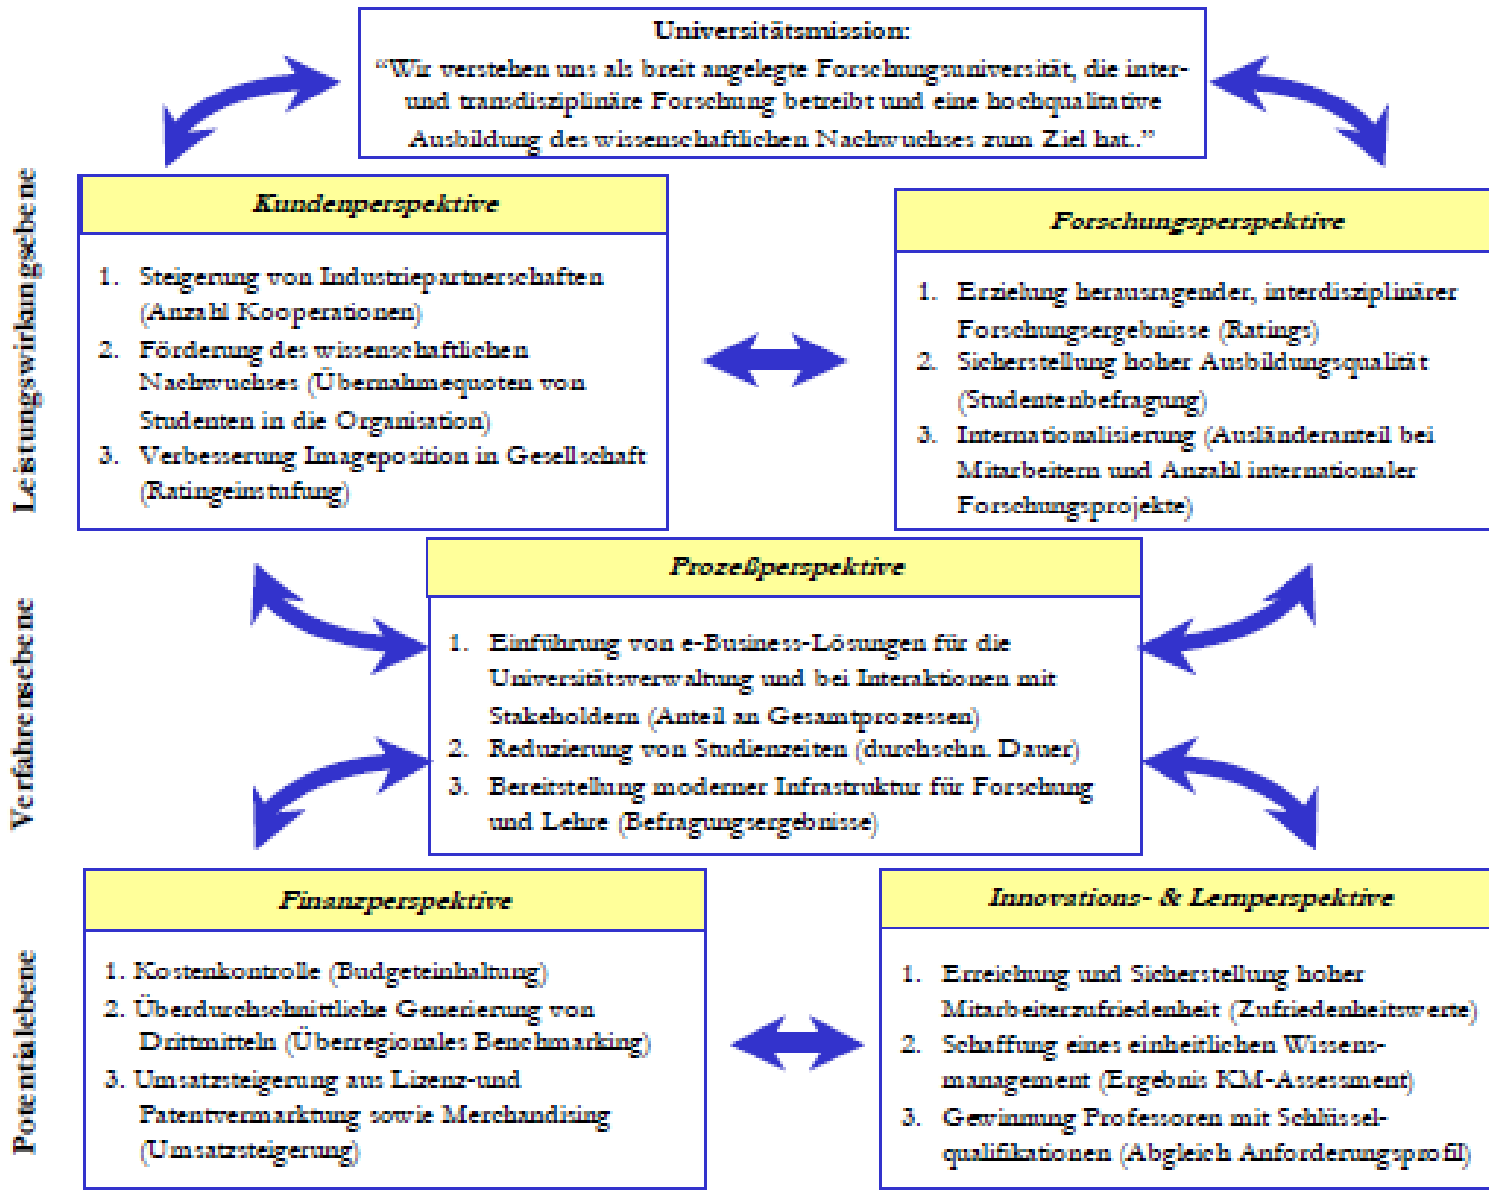 Universitätsmission:
“Wir verstehen uns als breit angelegte Forschungsuniversität, die inter-
und transdisziplinäre Forschung betreibt und eine hochqualitative
Ausbildung des wissenschaftlichen Nachwuchses zum Ziel hat..”
Leistungswirkungsebene
Kundenperspektive
1. Steigerung von Industriepartnerschaften
(Anzahl Kooperationen)
2. Förderung des wissenschaftlichen
Nachwuchses (Übernahmequoten von
Studenten in die Organisation)
3. Verbesserung Imageposition in Gesellschaft
(Ratingeinstufung)
Forschungsperspektive
1. Erzielung herausragender, interdisziplinärer
Forschungsergebnisse (Ratings)
2. Sicherstellung hoher Ausbildungsqualität
(Studentenbefragung)
3. Internationalisierung (Ausländeranteil bei
Mitarbeitern und Anzahl internationaler
Forschungsprojekte)
Verfahrensebene
Prozeßperspektive
1. Einführung von e-Business-Lösungen für die
Universitätsverwaltung und bei Interaktionen mit
Stakeholdern (Anteil an Gesamtprozessen)
2. Reduzierung von Studienzeiten (durchschn. Dauer)
3. Bereitstellung moderner Infrastruktur für Forschung
und Lehre (Befragungsergebnisse)
Potentialebene
Finanzperspektive
1. Kostenkontrolle (Budgeteinhaltung)
2. Überdurchschnittliche Generierung von
Drittmitteln (Überregionales Benchmarking)
3. Umsatzsteigerung aus Lizenz-und
Patentvermarktung sowie Merchandising
(Umsatzsteigerung)
Innovations- & Lernperspektive
1. Erreichung und Sicherstellung hoher
Mitarbeiterzufriedenheit (Zufriedenheitswerte)
2. Schaffung eines einheitlichen Wissens-
management (Ergebnis KM-Assessment)
3. Gewinnung Professoren mit Schlüssel-
qualifikationen (Abgleich Anforderungsprofil)